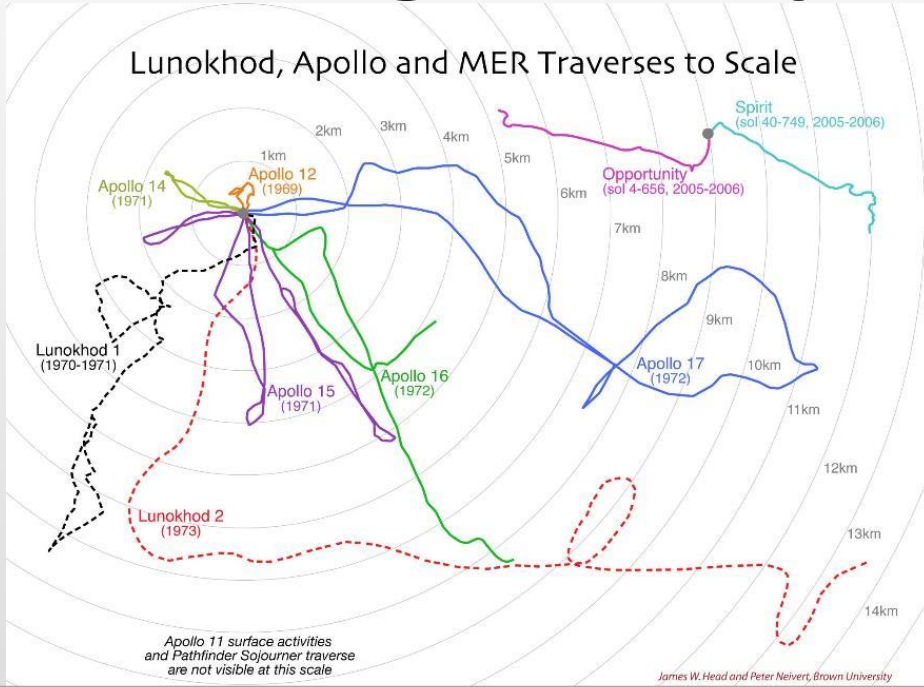 Lunokhod, Apollo and MER Traverses to Scale
Spirit
(sol 40-749, 2005-2006)
Opportunity
(sol 4-656, 2005-2006)
1km
2km
3km
4km
5km
6km
7km
8km
9km
10km
11km
12km
13km
14km
Apollo 12
(1969)
Apollo 14
(1971)
Lunokhod 1
(1970-1971)
Apollo 15
(1971)
Apollo 16
(1972)
Apollo 17
(1972)
Lunokhod 2
(1973)
Apollo 11 surface activities
and Pathfinder Sojourner traverse
are not visible at this scale
James W. Head and Peter Neivert, Brown University